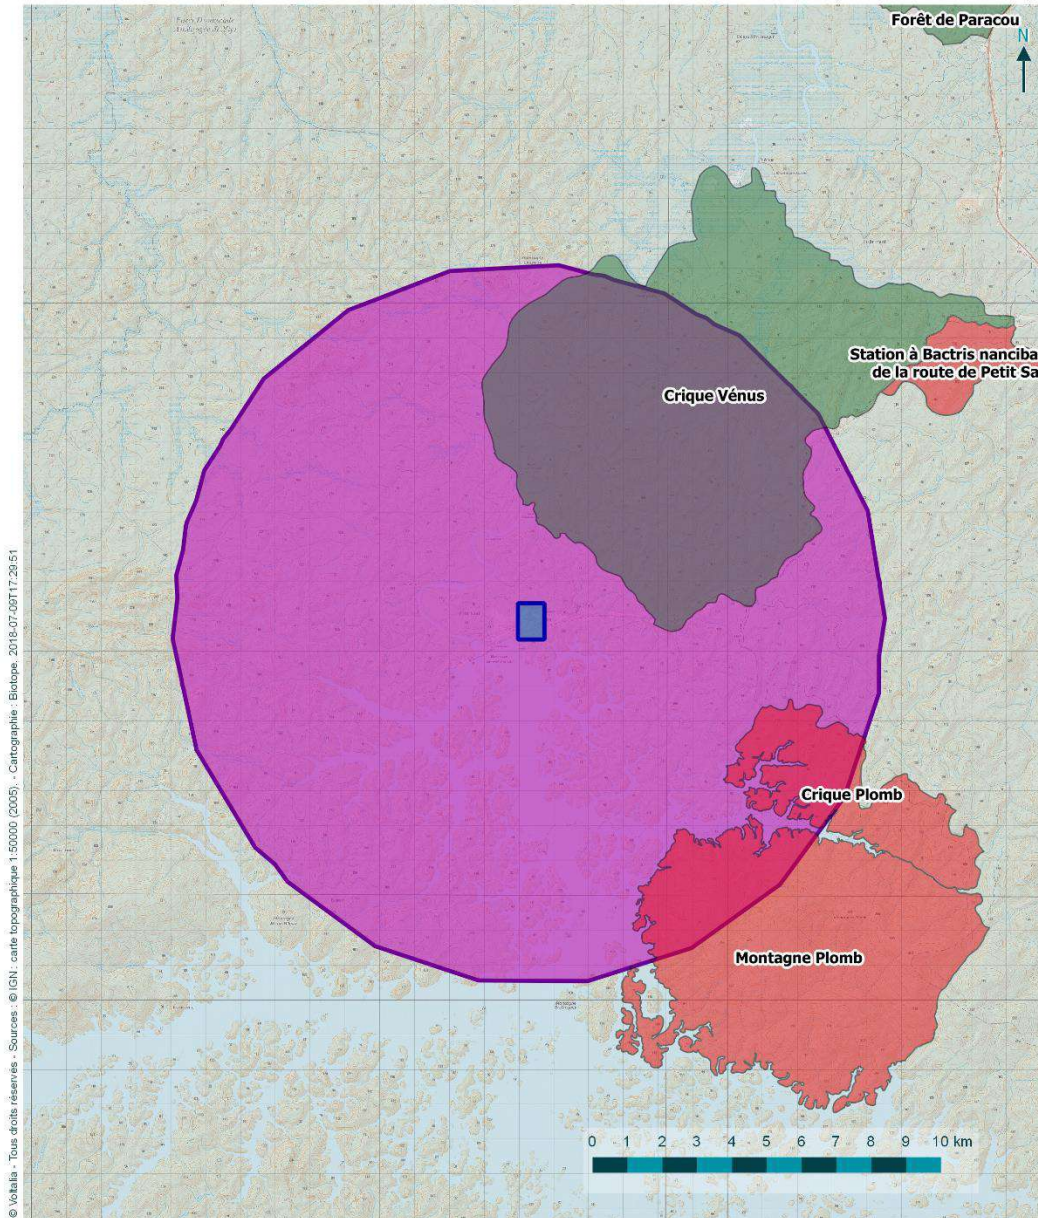 Forêt de Paracou
N
Station à Bactris nanciba
de la route de Petit Sa
Crique Vénus
Crique Plomb
Montagne Plomb
0 1 2 3 4 5 6 7 8 9 10 km
© Voltalia - Tous droits réservés - Sources : © IGN : carte topographique 1:50000 (2005), - Cartographie : Biotope, 2018-07-09T17:29:51